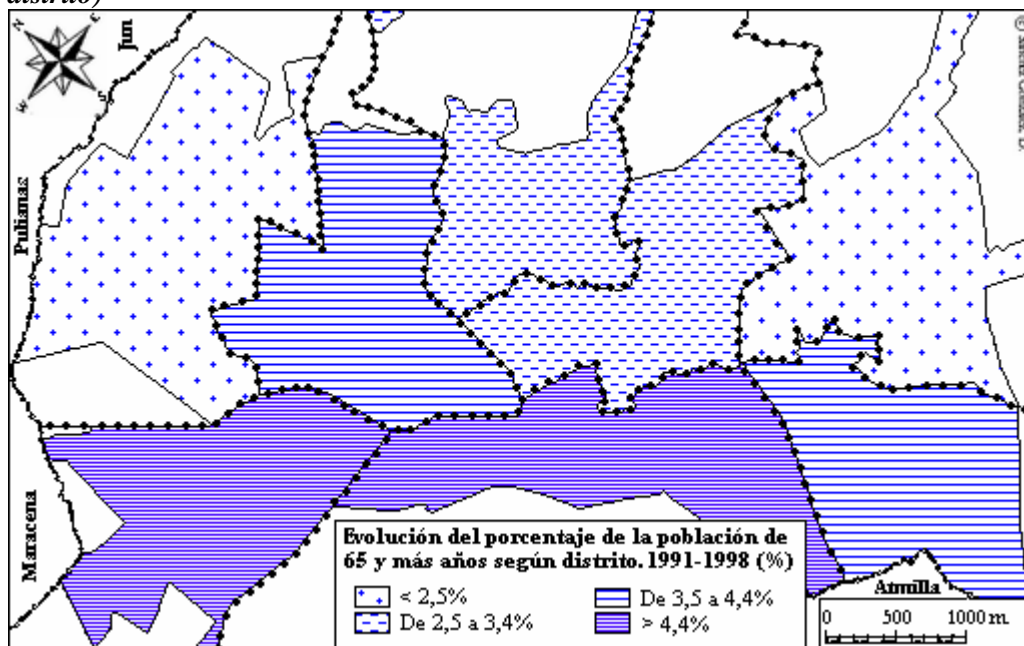 distrito)
N
E
W
S
Jun
Pulianas
Maracena
Evolución del porcentaje de la población de
65 y más años según distrito. 1991-1998 (%)
< 2,5%
De 2,5 a 3,4%
De 3,5 a 4,4%
> 4,4%
Armilla
0 500 1000 m.